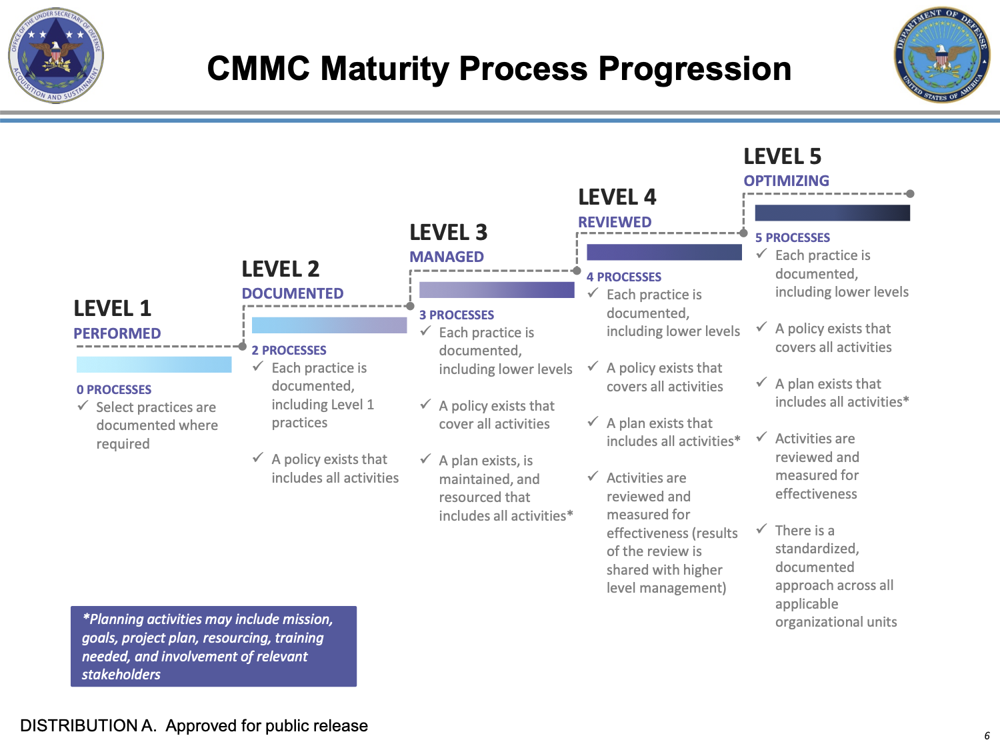 OFFICE OF THE UNDER SECRETARY OF DEFENSE
ACQUISITION AND SUSTAINMENT
CMMC Maturity Process Progression
DEPARTMENT OF DEFENSE
UNITED STATES OF AMERICA
LEVEL 1
PERFORMED
0 PROCESSES
✓ Select practices are
documented where
required
LEVEL 2
DOCUMENTED
2 PROCESSES
✓ Each practice is
documented,
including Level 1
practices
✓ A policy exists that
includes all activities
LEVEL 3
MANAGED
3 PROCESSES
✓ Each practice is
documented,
including lower levels
✓ A policy exists that
cover all activities
✓ A plan exists, is
maintained, and
resourced that
includes all activities*
LEVEL 4
REVIEWED
4 PROCESSES
✓ Each practice is
documented,
including lower levels
✓ A policy exists that
covers all activities
✓ A plan exists that
includes all activities*
✓ Activities are
reviewed and
measured for
effectiveness (results
of the review is
shared with higher
level management)
LEVEL 5
OPTIMIZING
5 PROCESSES
✓ Each practice is
documented,
including lower levels
✓ A policy exists that
covers all activities
✓ A plan exists that
includes all activities*
✓ Activities are
reviewed and
measured for
effectiveness
✓ There is a
standardized,
documented
approach across all
applicable
organizational units
*Planning activities may include mission,
goals, project plan, resourcing, training
needed, and involvement of relevant
stakeholders
DISTRIBUTION A. Approved for public release
6